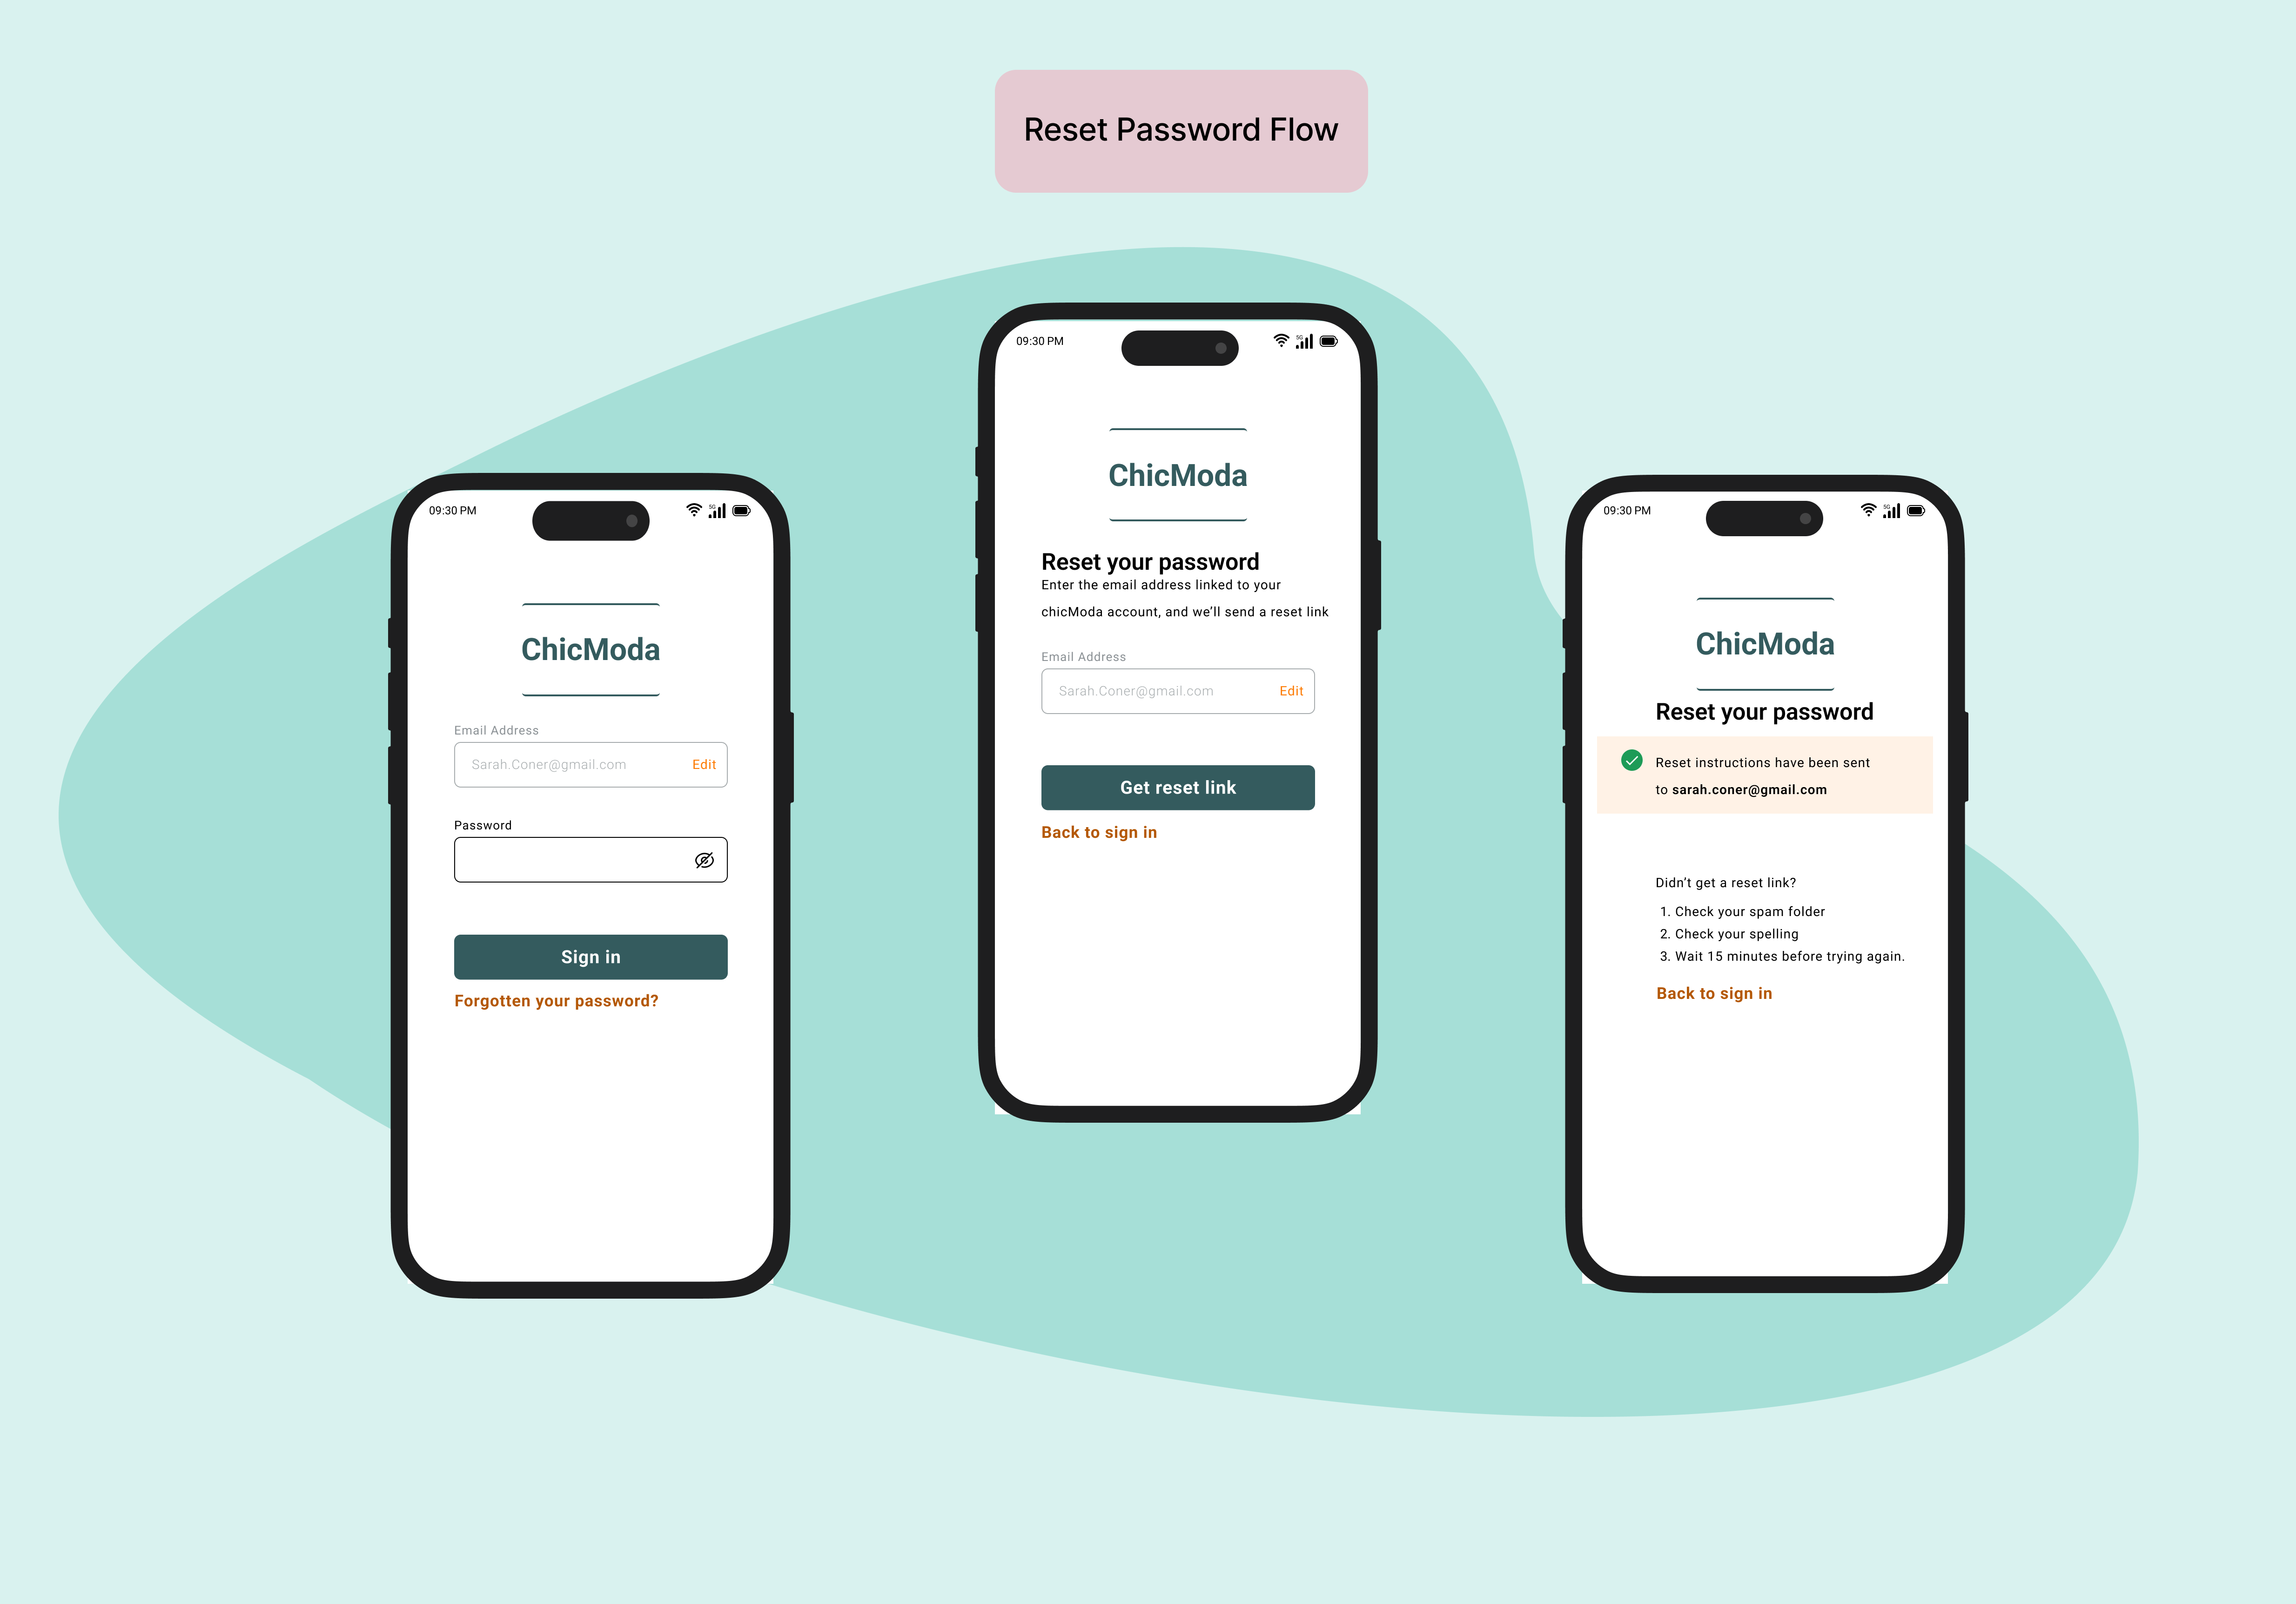 Reset Password Flow
09:30 PM
5G
ChicModa
Email Address
Sarah.Coner@gmail.com
Edit
Password
Sign in
Forgotten your password?
09:30 PM
5G
ChicModa
Reset your password
Enter the email address linked to your
chicModa account, and we’ll send a reset link
Email Address
Sarah.Coner@gmail.com
Edit
Get reset link
Back to sign in
09:30 PM
5G
ChicModa
Reset your password
Reset instructions have been sent
to sarah.coner@gmail.com
Didn’t get a reset link?
1. Check your spam folder
2. Check your spelling
3. Wait 15 minutes before trying again.
Back to sign in